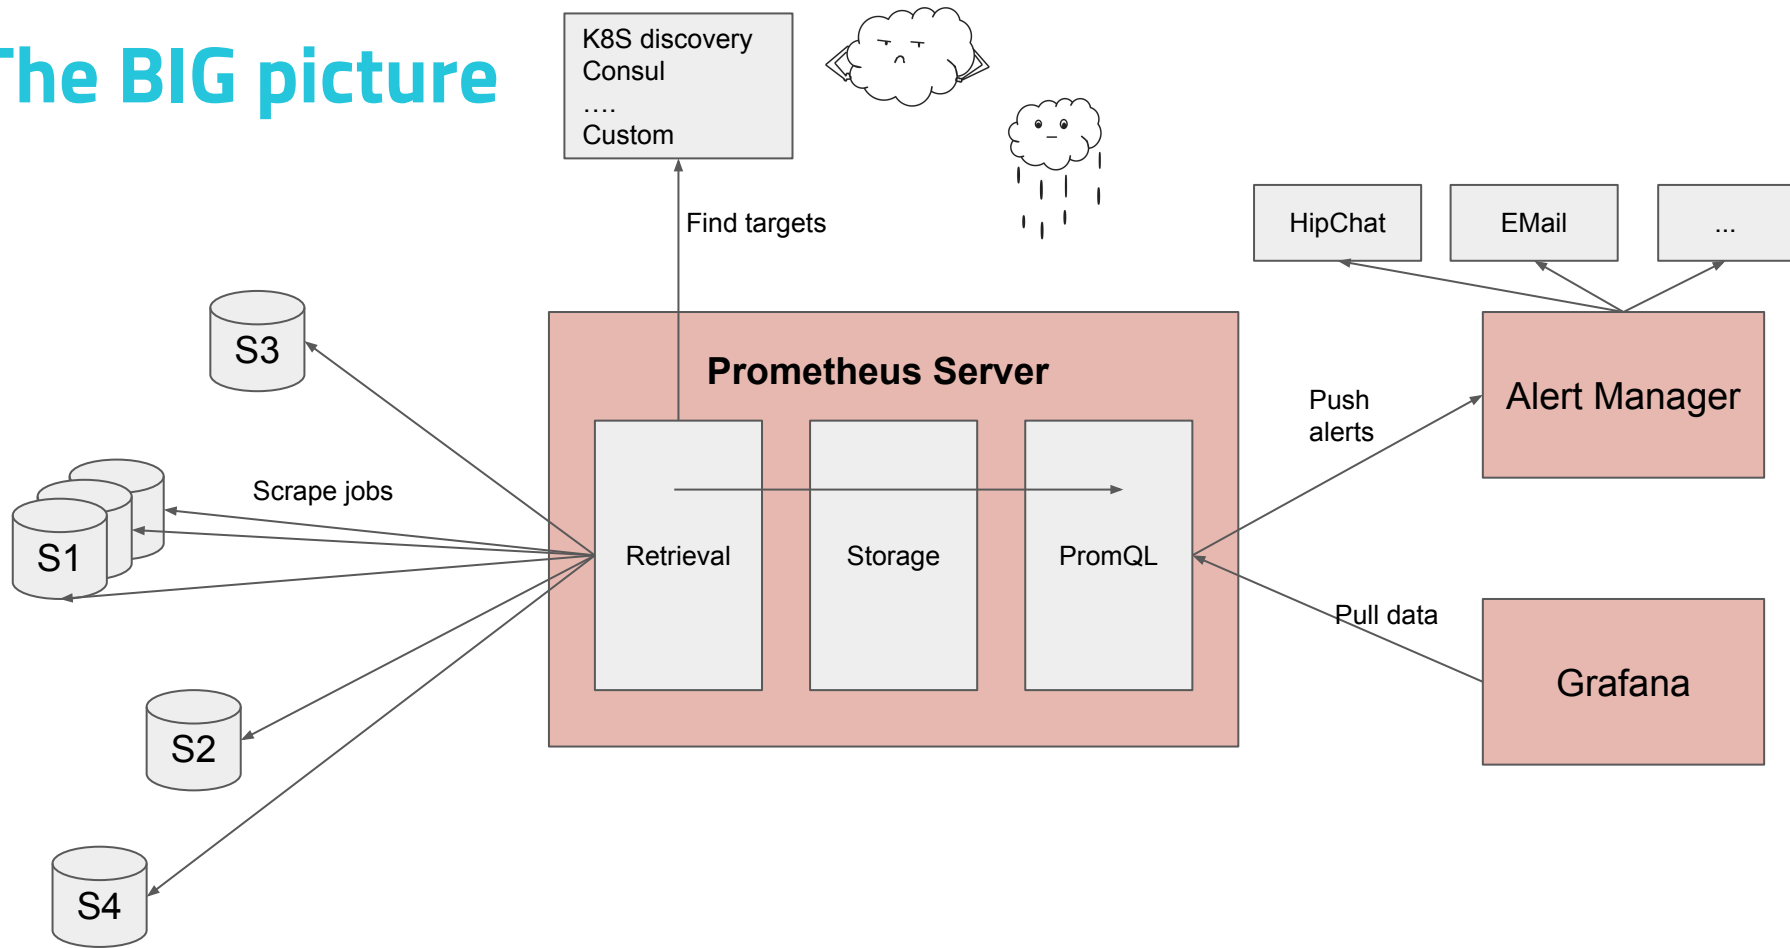 The BIG picture
K8S discovery
Consul
....
Custom
Find targets
HipChat
EMail
...
S3
Prometheus Server
Push
alerts
Alert Manager
Scrape jobs
S1
Retrieval
Storage
PromQL
Pull data
Grafana
S2
S4